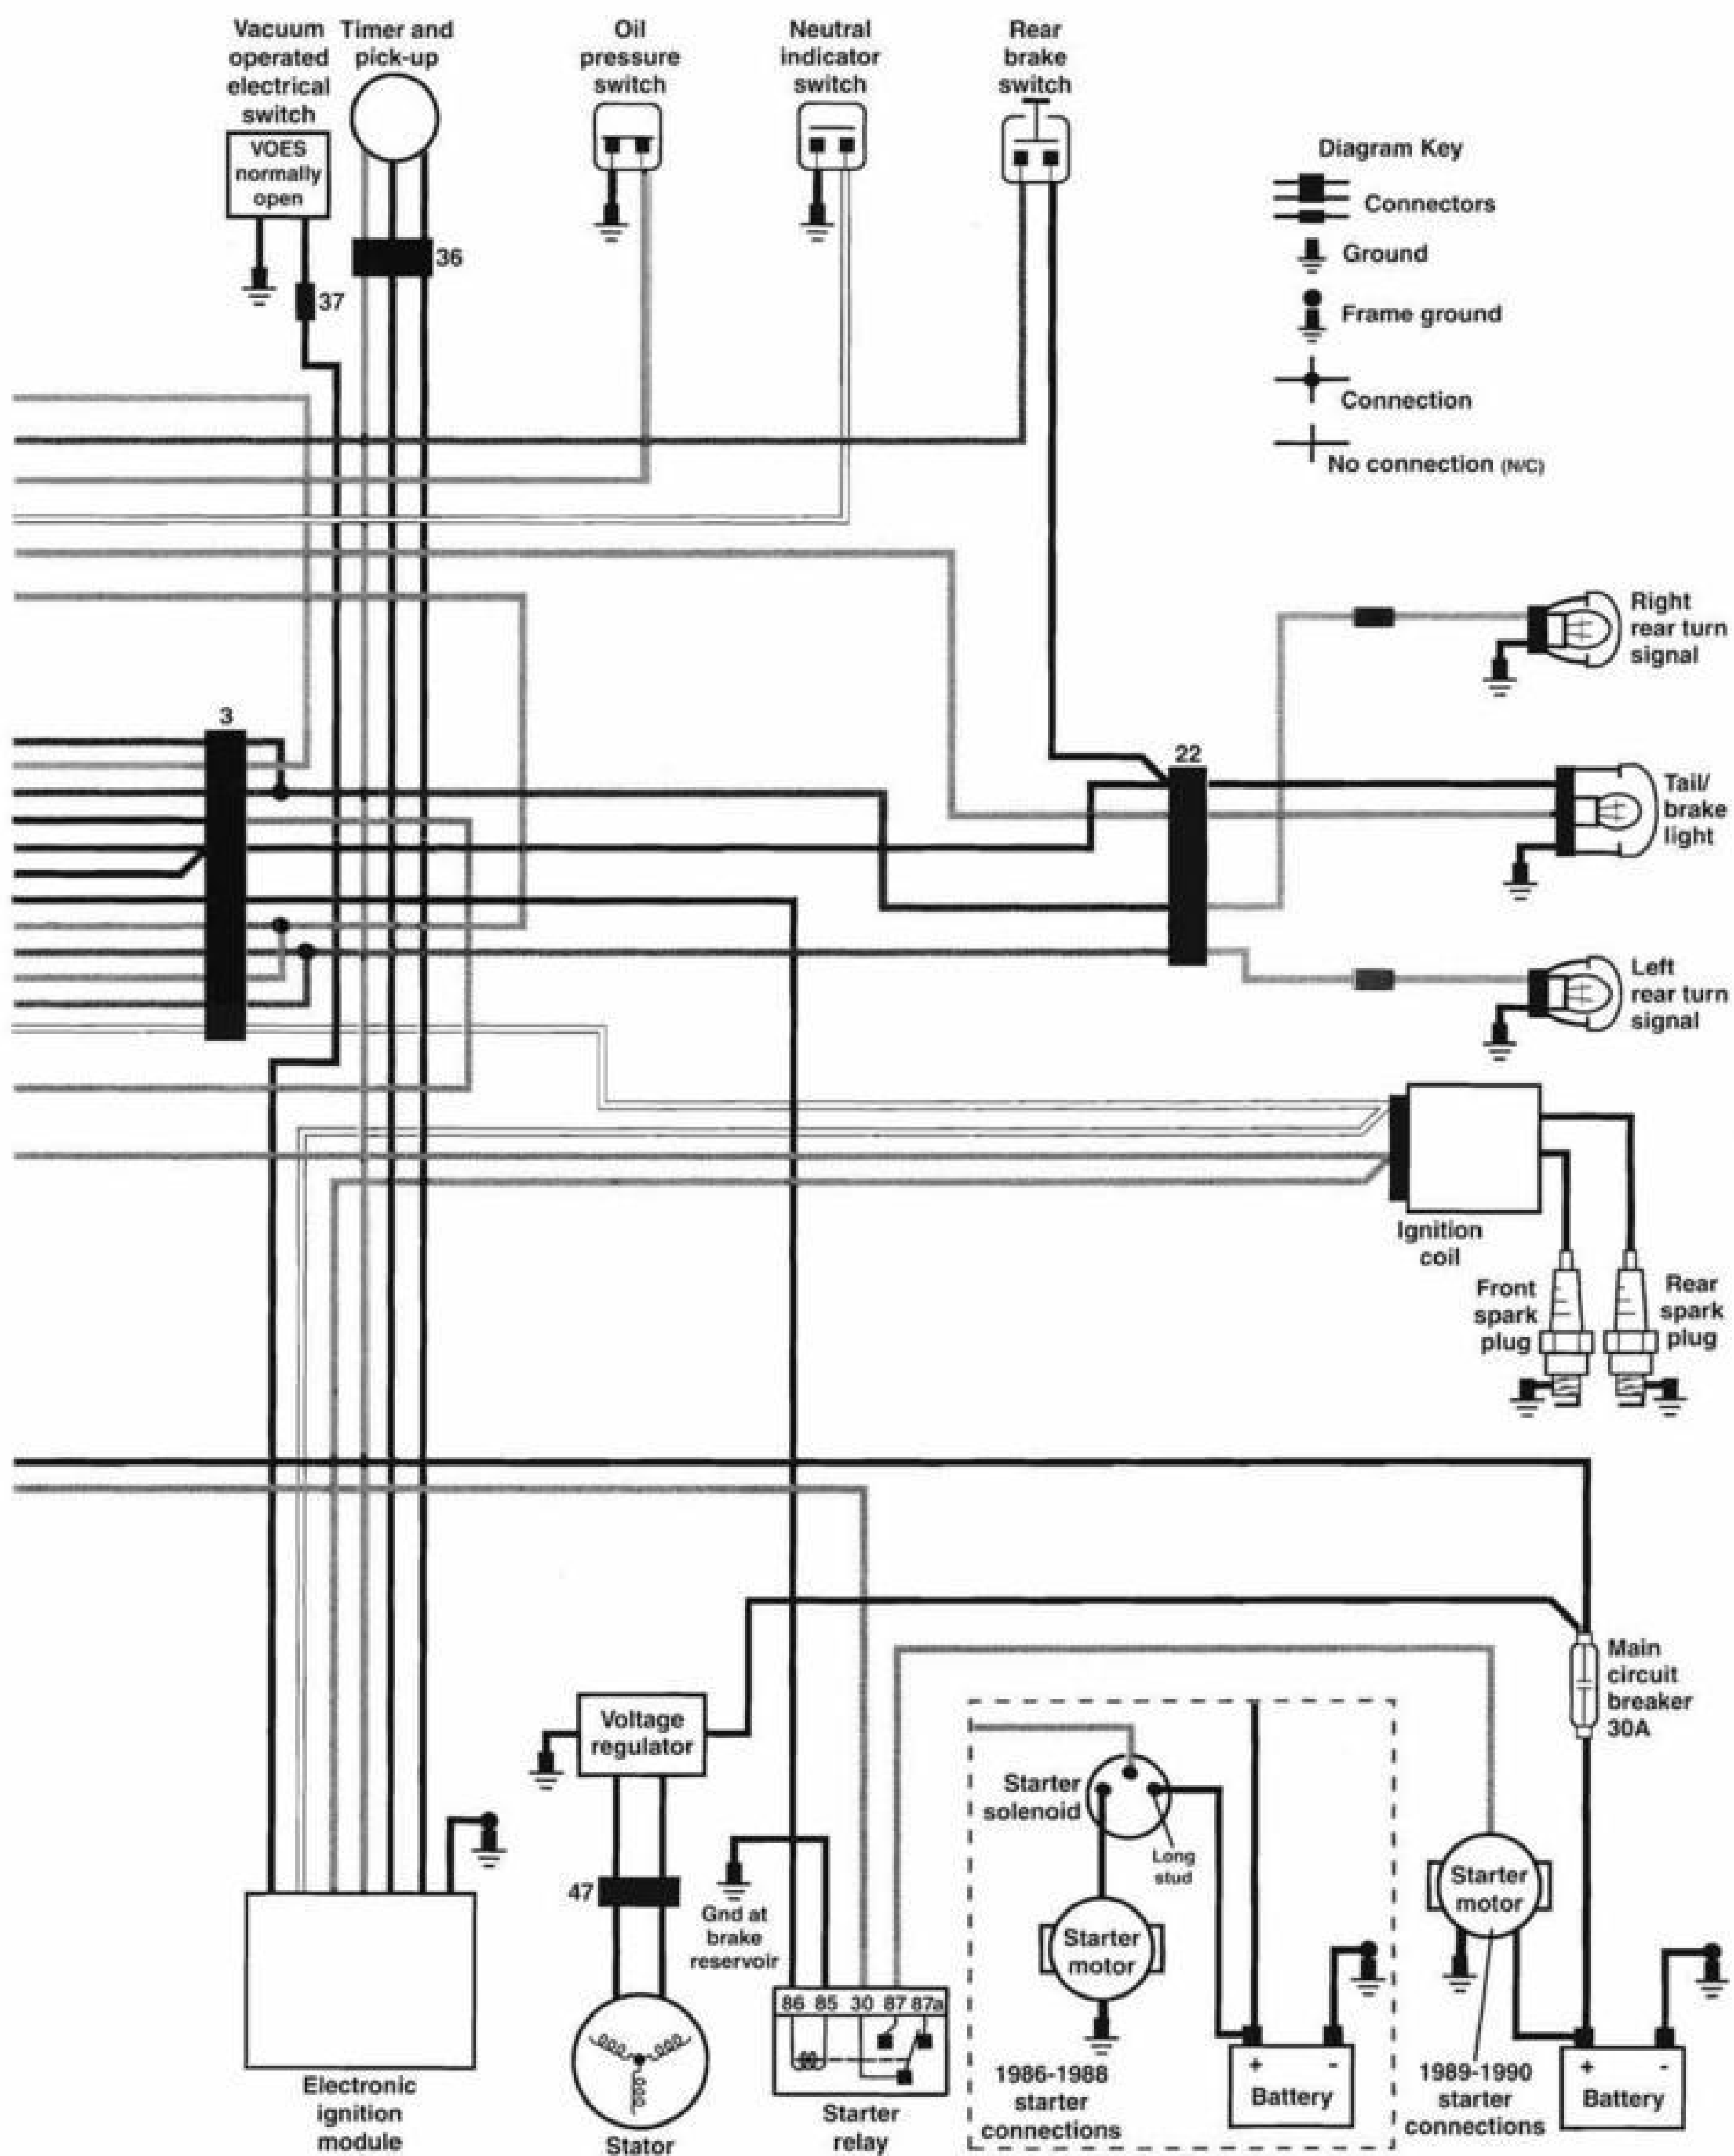 Vacuum
operated
electrical
switch
Timer and
pick-up
Oil
pressure
switch
Neutral
indicator
switch
Rear
brake
switch
VOES
normally
open
36
37
Diagram Key
Connectors
Ground
Frame ground
Connection
No connection (N/C)
Right
rear turn
signal
3
22
Tail/
brake
light
Left
rear turn
signal
Ignition
coil
Front
spark
plug
Rear
spark
plug
Main
circuit
breaker
30A
Voltage
regulator
Starter
solenoid
Long
stud
47
Gnd at
brake
reservoir
Starter
motor
Starter
motor
86 85 30 87 87a
+ -
Battery
+ -
Battery
1986-1988
starter
connections
1989-1990
starter
connections
Electronic
ignition
module
Stator
Starter
relay